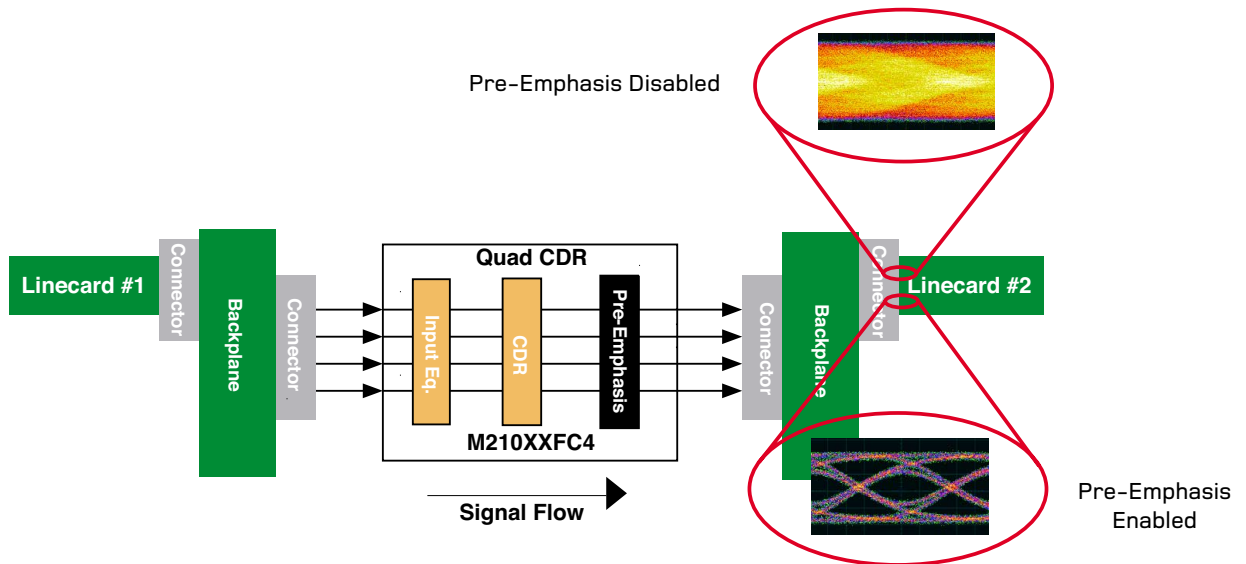 Pre-Emphasis Disabled
Linecard #1
Connector
Backplane
Connector
Quad CDR
Input Eq.
CDR
Pre-Emphasis
M210XXFC4
Signal Flow
Connector
Backplane
Connector
Linecard #2
Pre-Emphasis
Enabled